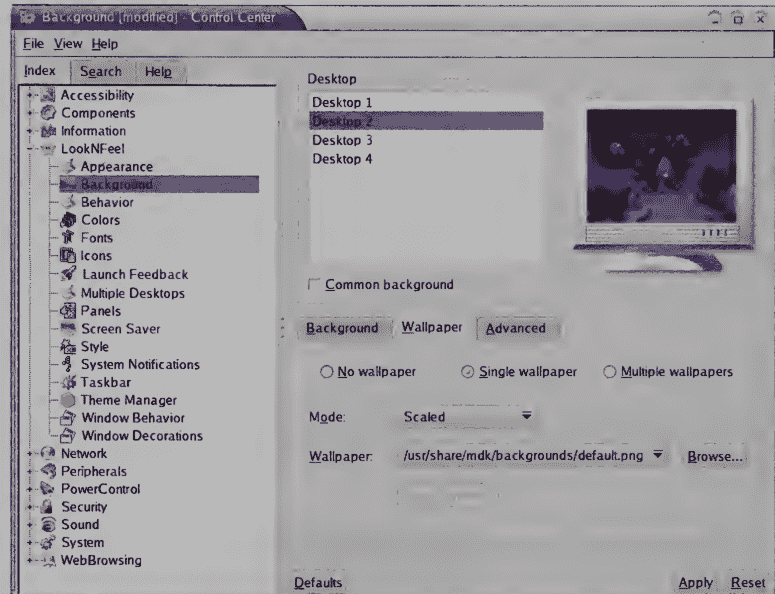 Background [modified] - Control Center
File View Help
Index Search Help
Accessibility
Components
Information
LookNFeel
Appearance
Background
Behavior
Colors
Fonts
Icons
Launch Feedback
Multiple Desktops
Panels
Screen Saver
Style
System Notifications
Taskbar
Theme Manager
Window Behavior
Window Decorations
Network
Peripherals
PowerControl
Security
Sound
System
WebBrowsing
Desktop
Desktop 1
Desktop 2
Desktop 3
Desktop 4
Common background
Background Wallpaper Advanced
No wallpaper Single wallpaper Multiple wallpapers
Mode: Scaled
Wallpaper: /usr/share/mdk/backgrounds/default.png Browse...
Defaults Apply Reset